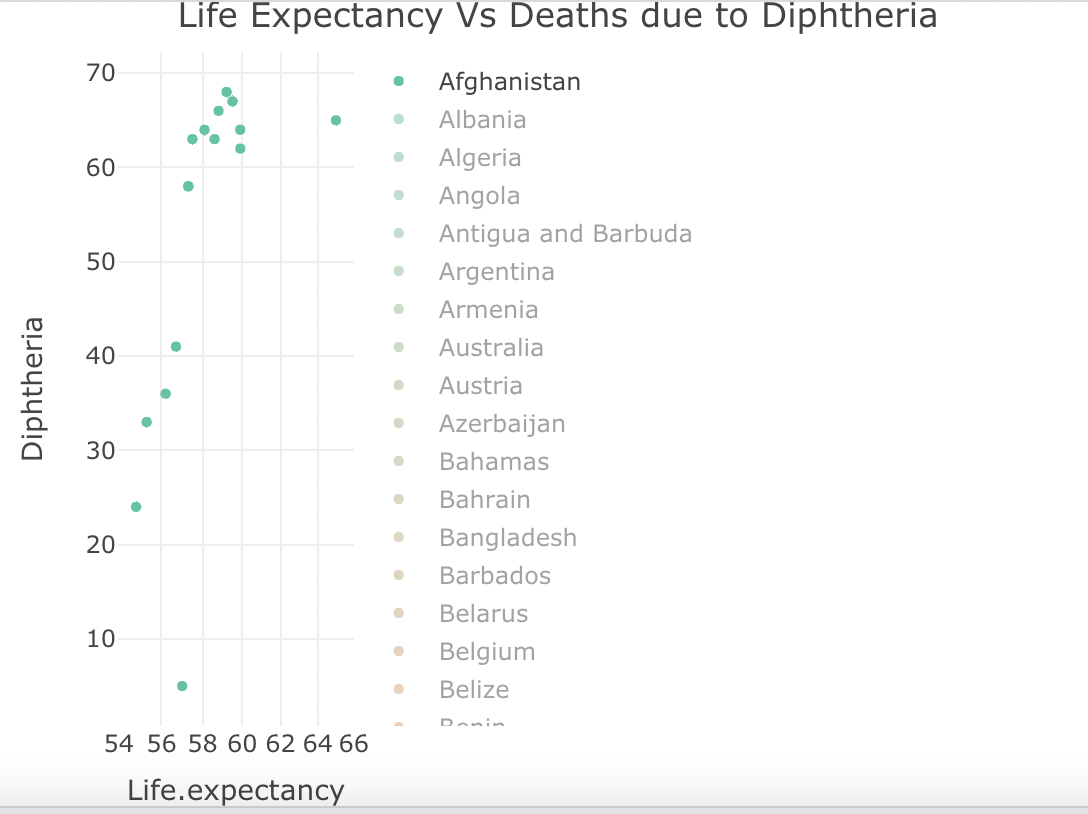 Life Expectancy Vs Deaths due to Diphtheria
70
60
50
40
30
20
10
Diphtheria
54 56 58 60 62 64 66
Life.expectancy
Afghanistan
Albania
Algeria
Angola
Antigua and Barbuda
Argentina
Armenia
Australia
Austria
Azerbaijan
Bahamas
Bahrain
Bangladesh
Barbados
Belarus
Belgium
Belize
Benin